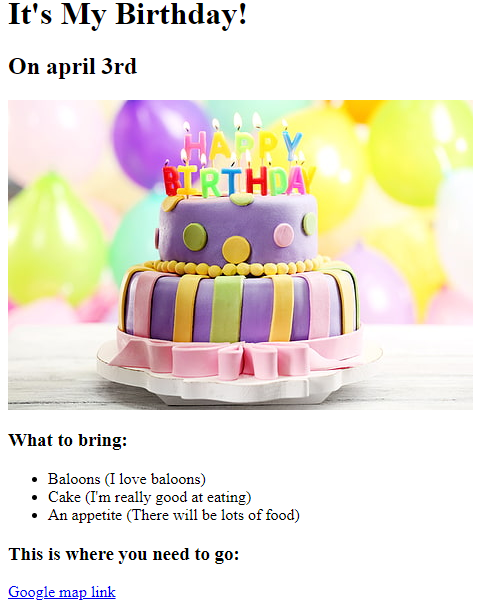 It's My Birthday!
On april 3rd
HAPPY
BIRTHDAY
What to bring:
Baloons (I love baloons)
Cake (I'm really good at eating)
An appetite (There will be lots of food)
This is where you need to go:
Google map link